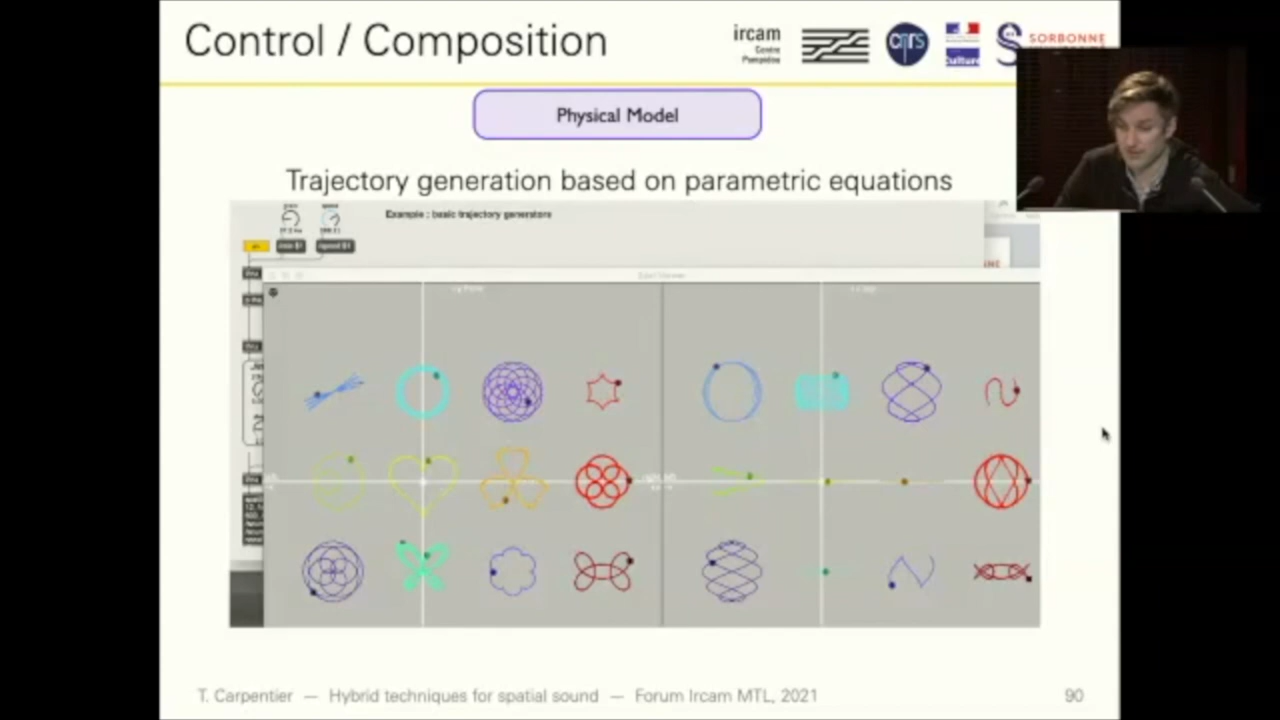 Control / Composition
ircam
Centre
Pompidou
cnrs
Culture
SORBONNE
Physical Model
Trajectory generation based on parametric equations
Example : basic trajectory generators
T. Carpentier — Hybrid techniques for spatial sound — Forum Ircam MTL, 2021
90